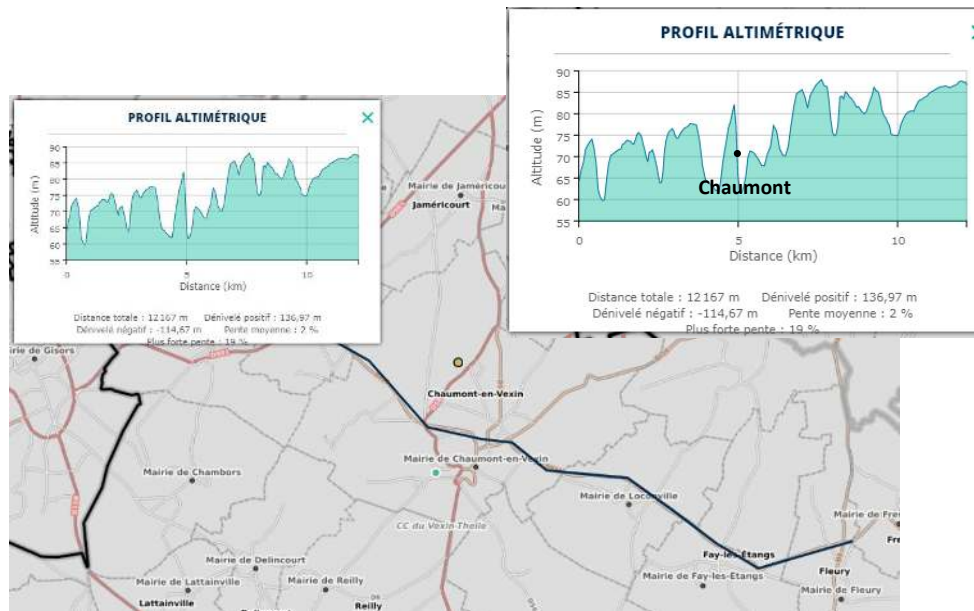 PROFIL ALTIMÉTRIQUE
Altitude (m)
90
85
80
75
70
65
60
55
0
5
10
Distance (km)
Distance totale : 12 167 m Dénivelé positif : 136,97 m
Dénivelé négatif : -114,67 m Pente moyenne : 2 %
Plus forte pente : 19 %
PROFIL ALTIMÉTRIQUE
Altitude (m)
90
85
80
75
70
65
60
55
Chaumont
0
5
10
Distance (km)
Distance totale : 12 167 m Dénivelé positif : 136,97 m
Dénivelé négatif : -114,67 m Pente moyenne : 2 %
Plus forte pente : 19 %
Mairie de Jaméricou
Jaméricourt
de Gisors
Chaumont-en-Vexin
Mairie de Chaumont-en-Vexin
Mairie de Chambors
Mairie de Loconville
CC du Vexin-Thelle
Mairie de
Mairie de Delincourt
Fay-les-Étangs
Mairie de Lattainville
Mairie de Reilly
Mairie de Fay-les-Étangs
Fleury
Lattainville
Reilly
Mairie de Fleury